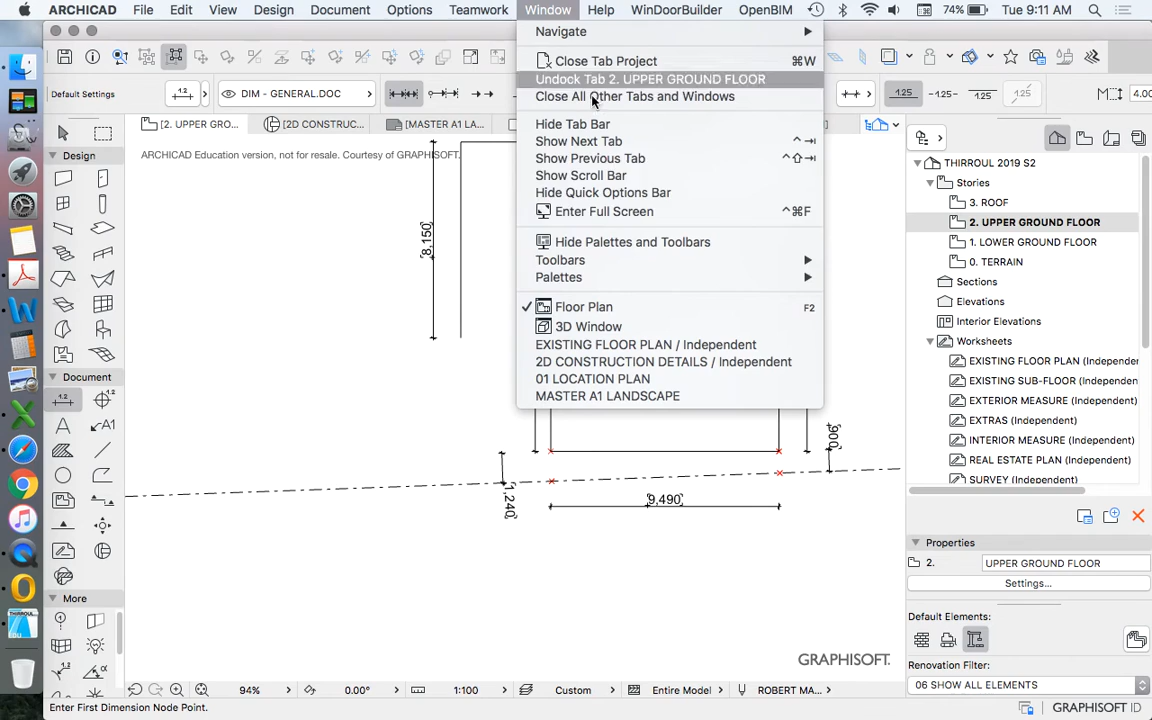 ARCHICAD File Edit View Design Document Options Teamwork Window Help WinDoorBuilder OpenBIM 74% Tue 9:11 AM
Navigate
Close Tab Project ⌘W
Undock Tab 2. UPPER GROUND FLOOR
Close All Other Tabs and Windows
Hide Tab Bar
Show Next Tab
Show Previous Tab
Show Scroll Bar
Hide Quick Options Bar
Enter Full Screen ⌃⌘F
Hide Palettes and Toolbars
Toolbars
Palettes
Floor Plan F2
3D Window
EXISTING FLOOR PLAN / Independent
2D CONSTRUCTION DETAILS / Independent
01 LOCATION PLAN
MASTER A1 LANDSCAPE
Default Settings
DIM - GENERAL.DOC
1.25 1.25 1.25 M: 4.00
[2. UPPER GRO... [2D CONSTRUC... [MASTER A1 LA...
ARCHICAD Education version, not for resale. Courtesy of GRAPHISOFT.
Design
Document
More
8,150
1,240
9,490
900
GRAPHISOFT.
THIRROUL 2019 S2
Stories
3. ROOF
2. UPPER GROUND FLOOR
1. LOWER GROUND FLOOR
0. TERRAIN
Sections
Elevations
Interior Elevations
Worksheets
EXISTING FLOOR PLAN (Independen
EXISTING SUB-FLOOR (Independen
EXTERIOR MEASURE (Independent)
EXTRAS (Independent)
INTERIOR MEASURE (Independent)
REAL ESTATE PLAN (Independent)
SURVEY (Independent)
Properties
2. UPPER GROUND FLOOR
Settings...
Default Elements:
Renovation Filter:
06 SHOW ALL ELEMENTS
94% 0.00° 1:100 Custom Entire Model ROBERT MA...
Enter First Dimension Node Point.
GRAPHISOFT ID